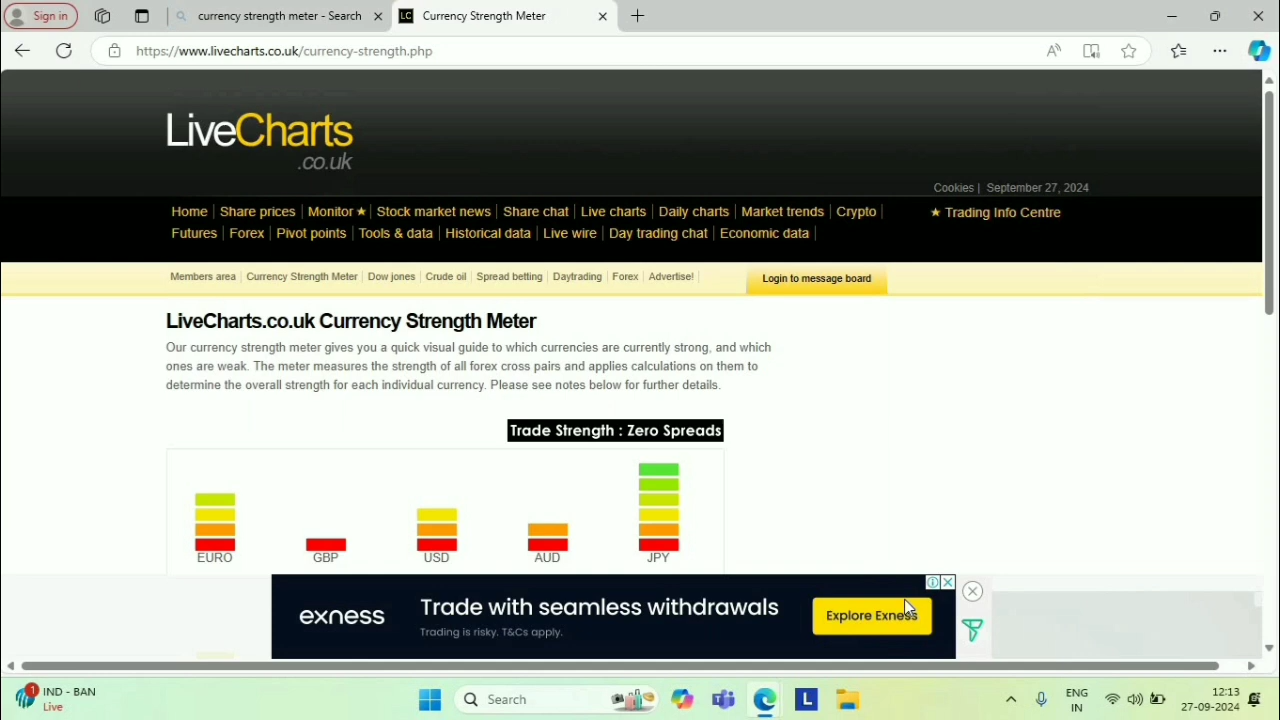 Sign in
currency strength meter - Search
LC
Currency Strength Meter
https://www.livecharts.co.uk/currency-strength.php
LiveCharts
.co.uk
Cookies | September 27, 2024
Home | Share prices | Monitor ★ | Stock market news | Share chat | Live charts | Daily charts | Market trends | Crypto |
★ Trading Info Centre
Futures | Forex | Pivot points | Tools & data | Historical data | Live wire | Day trading chat | Economic data |
Members area | Currency Strength Meter | Dow jones | Crude oil | Spread betting | Daytrading | Forex | Advertise! |
Login to message board
LiveCharts.co.uk Currency Strength Meter
Our currency strength meter gives you a quick visual guide to which currencies are currently strong, and which
ones are weak. The meter measures the strength of all forex cross pairs and applies calculations on them to
determine the overall strength for each individual currency. Please see notes below for further details.
Trade Strength : Zero Spreads
EURO GBP USD AUD JPY
exness
Trade with seamless withdrawals
Trading is risky. T&Cs apply.
Explore Exness
1
IND - BAN
Live
Search
L
ENG
IN
12:13
27-09-2024